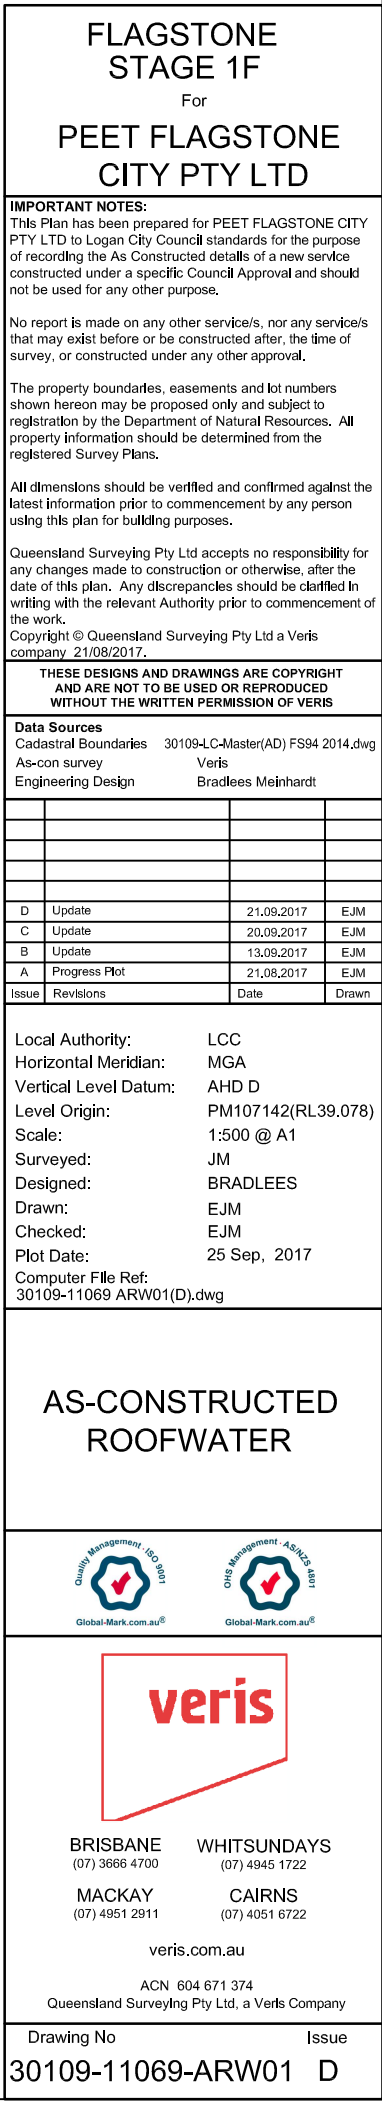 FLAGSTONE
STAGE 1F
For
PEET FLAGSTONE
CITY PTY LTD
IMPORTANT NOTES:
This Plan has been prepared for PEET FLAGSTONE CITY
PTY LTD to Logan City Council standards for the purpose
of recording the As Constructed details of a new service
constructed under a specific Council Approval and should
not be used for any other purpose.
No report is made on any other service/s, nor any service/s
that may exist before or be constructed after, the time of
survey, or constructed under any other approval.
The property boundaries, easements and lot numbers
shown hereon may be proposed only and subject to
registration by the Department of Natural Resources. All
property information should be determined from the
registered Survey Plans.
All dimensions should be verified and confirmed against the
latest information prior to commencement by any person
using this plan for building purposes.
Queensland Surveying Pty Ltd accepts no responsibility for
any changes made to construction or otherwise, after the
date of this plan. Any discrepancies should be clarified in
writing with the relevant Authority prior to commencement of
the work.
Copyright © Queensland Surveying Pty Ltd a Veris
company 21/08/2017.
THESE DESIGNS AND DRAWINGS ARE COPYRIGHT
AND ARE NOT TO BE USED OR REPRODUCED
WITHOUT THE WRITTEN PERMISSION OF VERIS
Data Sources
Cadastral Boundaries 30109-LC-Master(AD) FS94 2014.dwg
As-con survey Veris
Engineering Design Bradlees Meinhardt
D Update 21.09.2017 EJM
C Update 20.09.2017 EJM
B Update 13.09.2017 EJM
A Progress Plot 21.08.2017 EJM
Issue Revisions Date Drawn
Local Authority: LCC
Horizontal Meridian: MGA
Vertical Level Datum: AHD D
Level Origin: PM107142(RL39.078)
Scale: 1:500 @ A1
Surveyed: JM
Designed: BRADLEES
Drawn: EJM
Checked: EJM
Plot Date: 25 Sep, 2017
Computer File Ref:
30109-11069 ARW01(D).dwg
AS-CONSTRUCTED
ROOFWATER
Quality Management - ISO 9001 OHS Management - AS/NZS 4801
Global-Mark.com.au® Global-Mark.com.au®
veris
BRISBANE WHITSUNDAYS
(07) 3666 4700 (07) 4945 1722
MACKAY CAIRNS
(07) 4951 2911 (07) 4051 6722
veris.com.au
ACN 604 671 374
Queensland Surveying Pty Ltd, a Veris Company
Drawing No Issue
30109-11069-ARW01 D